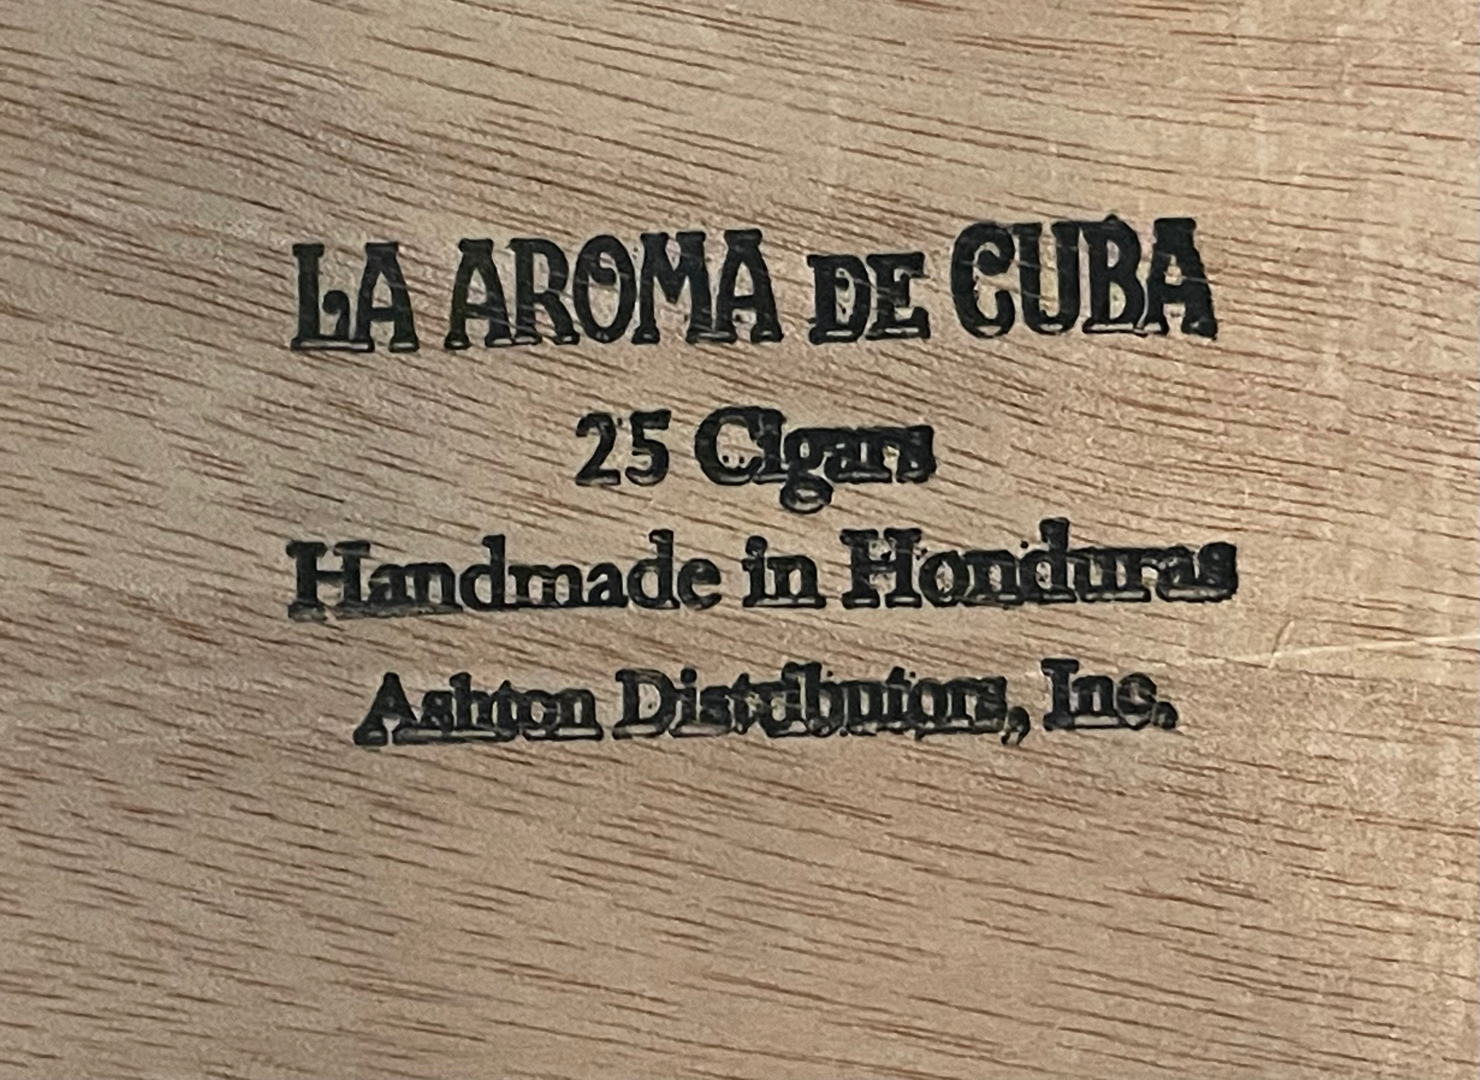 LA AROMA DE CUBA
25 Cigars
Handmade in Honduras
Ashton Distributors, Inc.